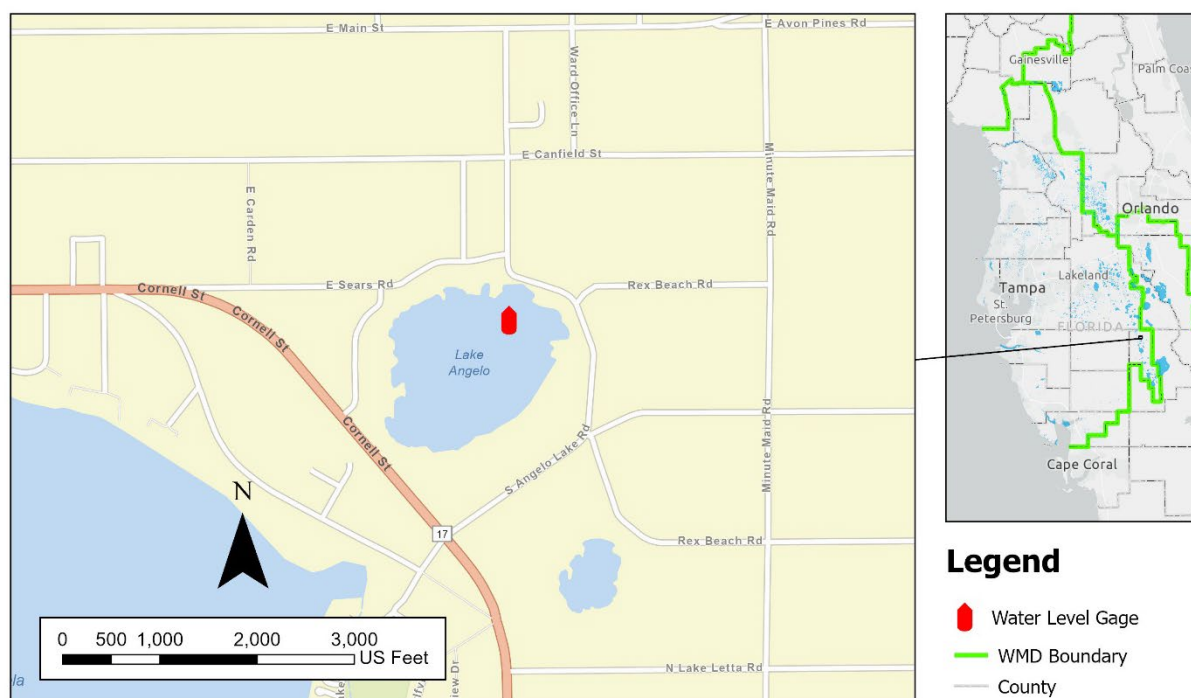 E Main St
E Avon Pines Rd
Ward Office Ln
E Canfield St
Minute Maid Rd
E Carden Rd
E Sears Rd
Rex Beach Rd
Cornell St
Cornell St
Lake
Angelo
Cornell St
S Angelo Lake Rd
Minute Maid Rd
N
17
Rex Beach Rd
0 500 1,000 2,000 3,000
US Feet
N Lake Letta Rd
Gainesville
Palm Coas
Orlando
Lakeland
Tampa
St.
Petersburg
FLORIDA
Cape Coral
Legend
Water Level Gage
WMD Boundary
County